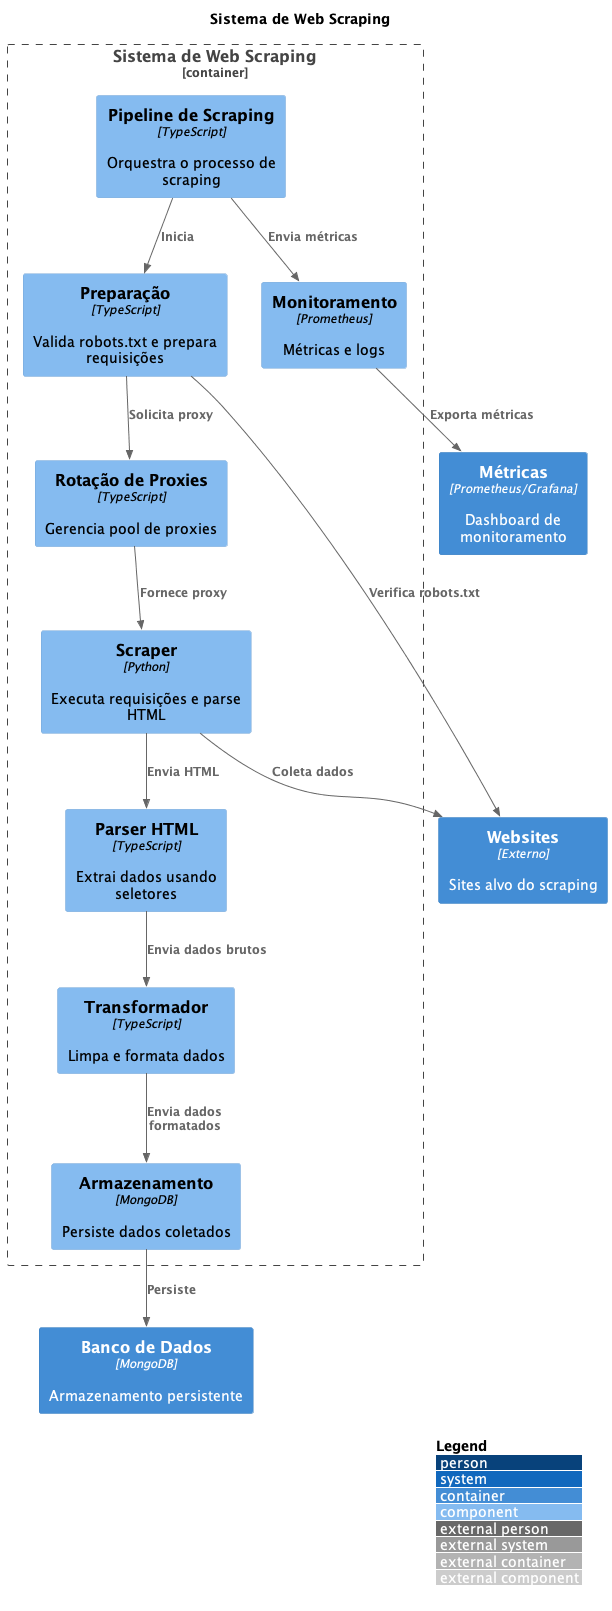 Sistema de Web Scraping
Sistema de Web Scraping
[container]
Pipeline de Scraping
[TypeScript]
Orquestra o processo de
scraping
Inicia
Envia métricas
Preparação
[TypeScript]
Valida robots.txt e prepara
requisições
Monitoramento
[Prometheus]
Métricas e logs
Solicita proxy
Exporta métricas
Rotação de Proxies
[TypeScript]
Gerencia pool de proxies
Métricas
[Prometheus/Grafana]
Dashboard de
monitoramento
Fornece proxy
Verifica robots.txt
Scraper
[Python]
Executa requisições e parse
HTML
Envia HTML
Coleta dados
Parser HTML
[TypeScript]
Extrai dados usando
seletores
Websites
[Externo]
Sites alvo do scraping
Envia dados brutos
Transformador
[TypeScript]
Limpa e formata dados
Envia dados
formatados
Armazenamento
[MongoDB]
Persiste dados coletados
Persiste
Banco de Dados
[MongoDB]
Armazenamento persistente
Legend
person
system
container
component
external person
external system
external container
external component